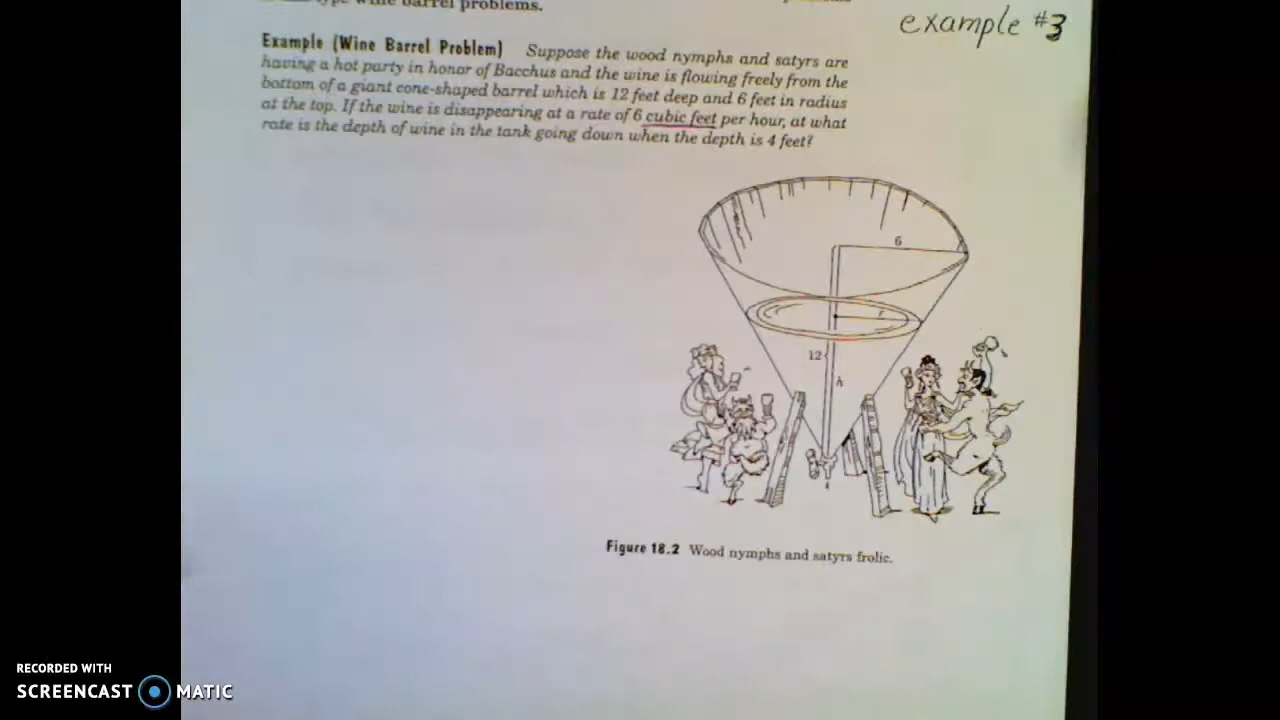 type wine barrel problems.
example #3
Example (Wine Barrel Problem) Suppose the wood nymphs and satyrs are
having a hot party in honor of Bacchus and the wine is flowing freely from the
bottom of a giant cone-shaped barrel which is 12 feet deep and 6 feet in radius
at the top. If the wine is disappearing at a rate of 6 cubic feet per hour, at what
rate is the depth of wine in the tank going down when the depth is 4 feet?
6
r
12
h
Figure 18.2 Wood nymphs and satyrs frolic.
RECORDED WITH
SCREENCAST MATIC